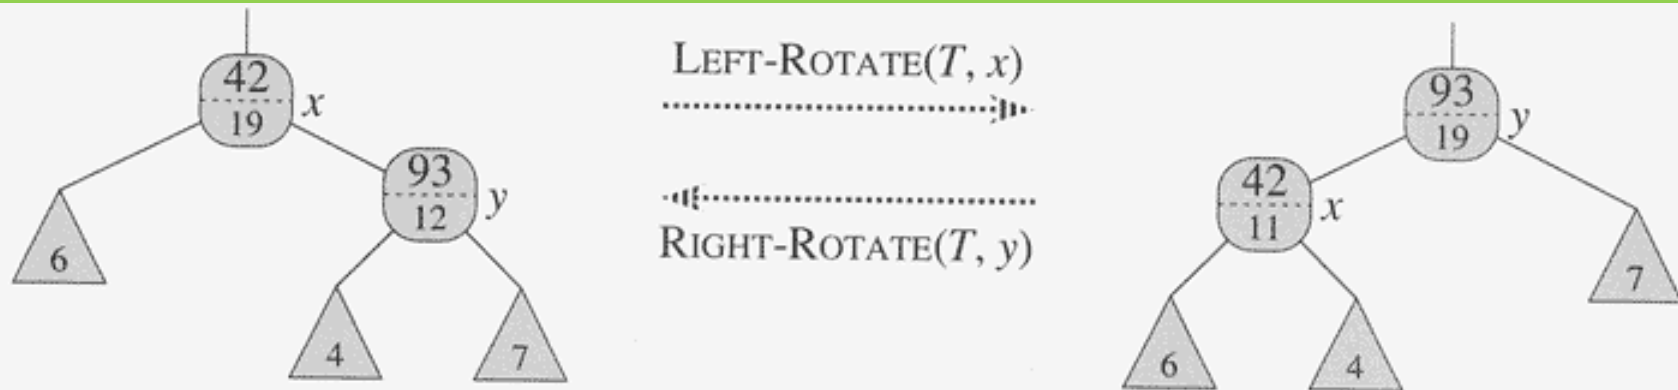 42
19
x
93
12
y
6
4
7
LEFT-ROTATE(T, x)
RIGHT-ROTATE(T, y)
93
19
y
42
11
x
7
6
4